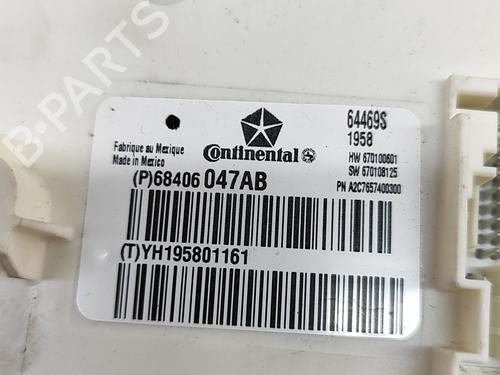 B-PARTS
Fabrique au Mexique
Made in Mexico
Continental
64469S
1958
HW 670100601
SW 670108125
PN A2C7657400300
(P)68406 047AB
(T)YH195801161